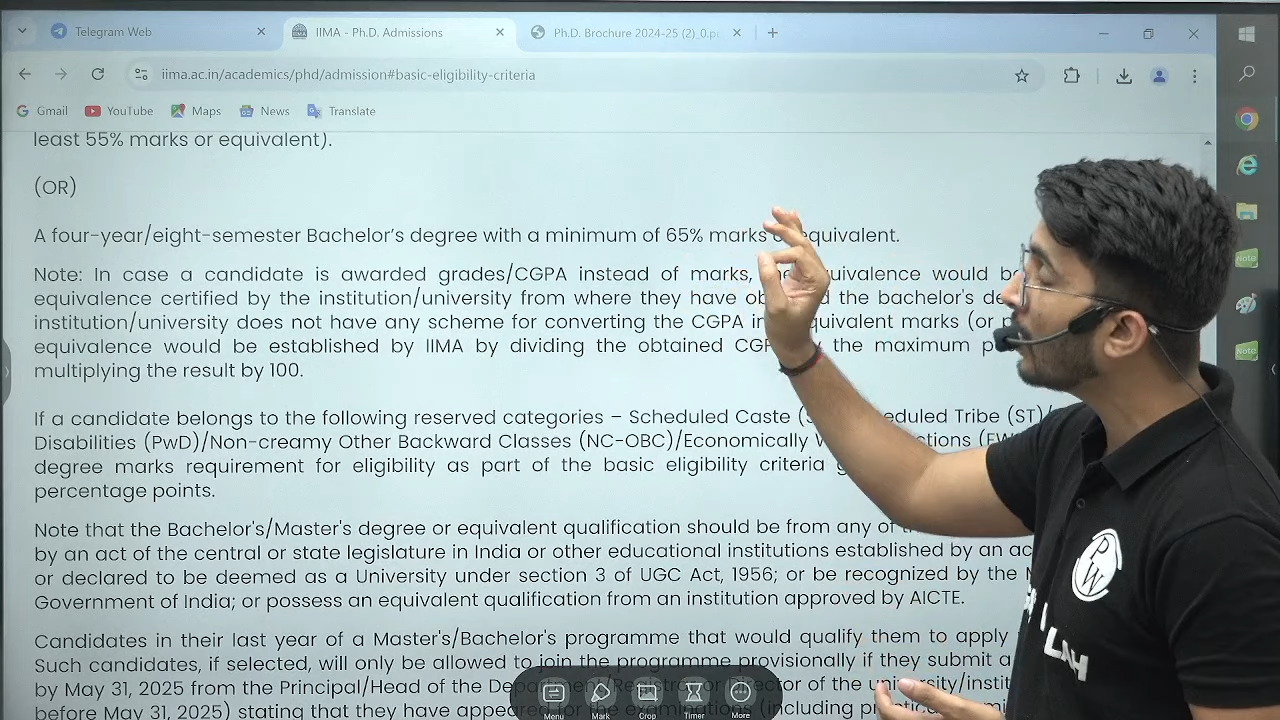 Telegram Web
IIMA - Ph.D. Admissions
Ph.D. Brochure 2024-25 (2)_0.pd
iima.ac.in/academics/phd/admission#basic-eligibility-criteria
Gmail
YouTube
Maps
News
Translate
least 55% marks or equivalent).
(OR)
A four-year/eight-semester Bachelor's degree with a minimum of 65% marks equivalent.
Note: In case a candidate is awarded grades/CGPA instead of marks, would be
equivalence certified by the institution/university from where they have the bachelor's
institution/university does not have any scheme for converting the CGPA equivalent marks (or
equivalence would be established by IIMA by dividing the obtained the maximum
multiplying the result by 100.
If a candidate belongs to the following reserved categories – Scheduled Caste Tribe (ST)/
Disabilities (PwD)/Non-creamy Other Backward Classes (NC-OBC)/Economically
degree marks requirement for eligibility as part of the basic eligibility criteria
percentage points.
Note that the Bachelor's/Master's degree or equivalent qualification should be from any of
by an act of the central or state legislature in India or other educational institutions established by an
or declared to be deemed as a University under section 3 of UGC Act, 1956; or be recognized by the
Government of India; or possess an equivalent qualification from an institution approved by AICTE.
Candidates in their last year of a Master's/Bachelor's programme that would qualify them to apply
Such candidates, if selected, will only be allowed to join the programme provisionally if they submit a
by May 31, 2025 from the Principal/Head of the of the
before May 31, 2025) stating that they have (including
Menu
Mark
Crop
Timer
More
Note
Note
PW